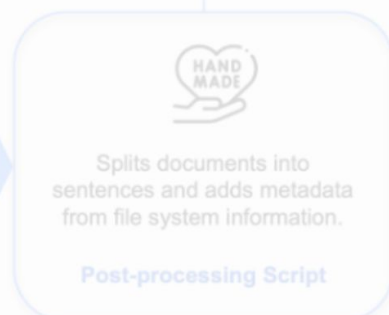 HAND
MADE
Splits documents into
sentences and adds metadata
from file system information.
Post-processing Script